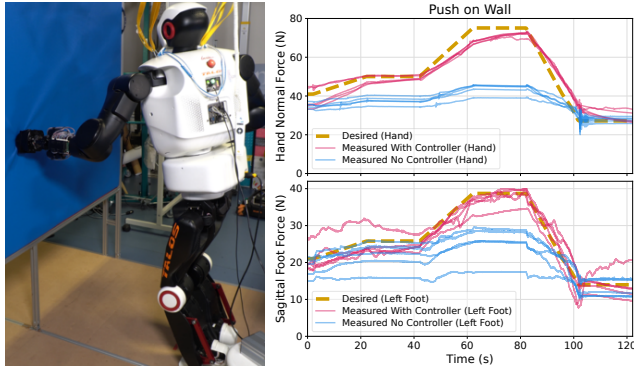 TALOS
Push on Wall
Hand Normal Force (N)
80
60
40
20
0
Desired (Hand)
Measured With Controller (Hand)
Measured No Controller (Hand)
Sagittal Foot Force (N)
40
30
20
10
0
Desired (Left Foot)
Measured With Controller (Left Foot)
Measured No Controller (Left Foot)
0 20 40 60 80 100 120
Time (s)